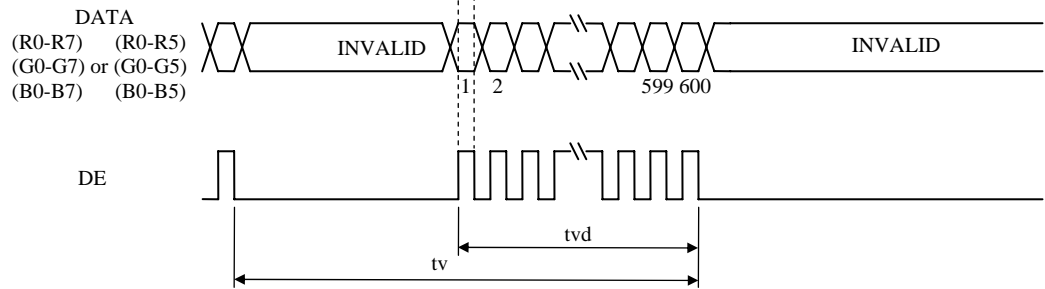 DATA
(R0-R7) (R0-R5)
(G0-G7) or (G0-G5)
(B0-B7) (B0-B5)
INVALID
INVALID
1 2 599 600
DE
tvd
tv